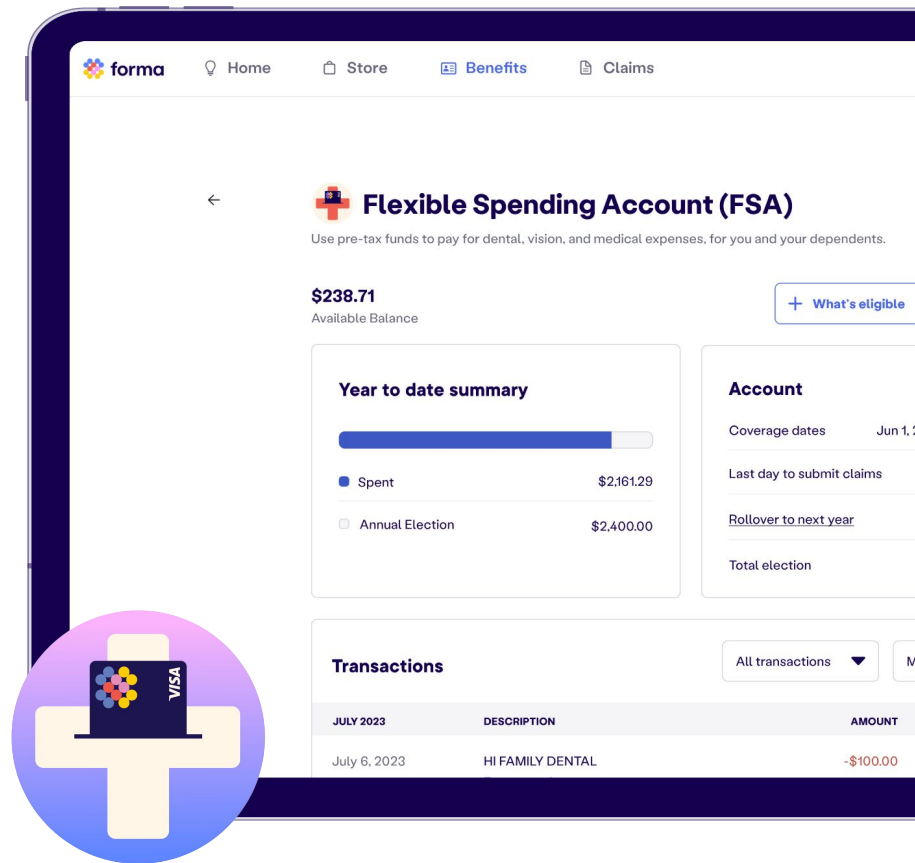 forma Home Store Benefits Claims
Flexible Spending Account (FSA)
Use pre-tax funds to pay for dental, vision, and medical expenses, for you and your dependents.
$238.71
Available Balance
What's eligible
Year to date summary
Spent $2,161.29
Annual Election $2,400.00
Account
Coverage dates Jun 1,
Last day to submit claims
Rollover to next year
Total election
Transactions
All transactions
JULY 2023 DESCRIPTION AMOUNT
July 6, 2023 HI FAMILY DENTAL -$100.00
VISA